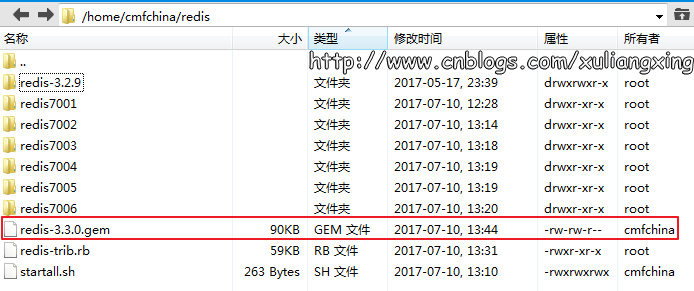 /home/cmfchina/redis
名称 大小 类型 修改时间 属性 所有者
http://www.cnblogs.com/xuliangxing
..
redis-3.2.9 文件夹 2017-05-17, 23:39 drwxrwxr-x root
redis7001 文件夹 2017-07-10, 12:28 drwxr-xr-x root
redis7002 文件夹 2017-07-10, 13:14 drwxr-xr-x root
redis7003 文件夹 2017-07-10, 13:18 drwxr-xr-x root
redis7004 文件夹 2017-07-10, 13:19 drwxr-xr-x root
redis7005 文件夹 2017-07-10, 13:19 drwxr-xr-x root
redis7006 文件夹 2017-07-10, 13:20 drwxr-xr-x root
redis-3.3.0.gem 90KB GEM 文件 2017-07-10, 13:44 -rw-rw-r-- cmfchina
redis-trib.rb 59KB RB 文件 2017-07-10, 13:31 -rwxr-xr-x root
startall.sh 263 Bytes SH 文件 2017-07-10, 13:10 -rwxrwxrwx cmfchina